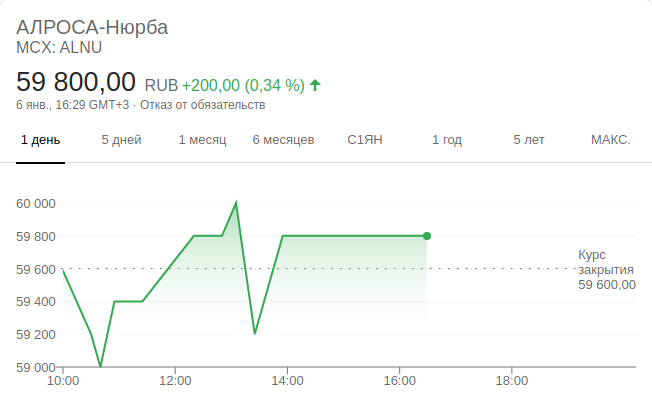 АЛРОСА-Нюрба
MCX: ALNU
59 800,00 RUB +200,00 (0,34 %)
6 янв., 16:29 GMT+3 · Отказ от обязательств
1 день 5 дней 1 месяц 6 месяцев С1ЯН 1 год 5 лет МАКС.
60 000
59 800
59 600
59 400
59 200
59 000
Курс
закрытия
59 600,00
10:00 12:00 14:00 16:00 18:00